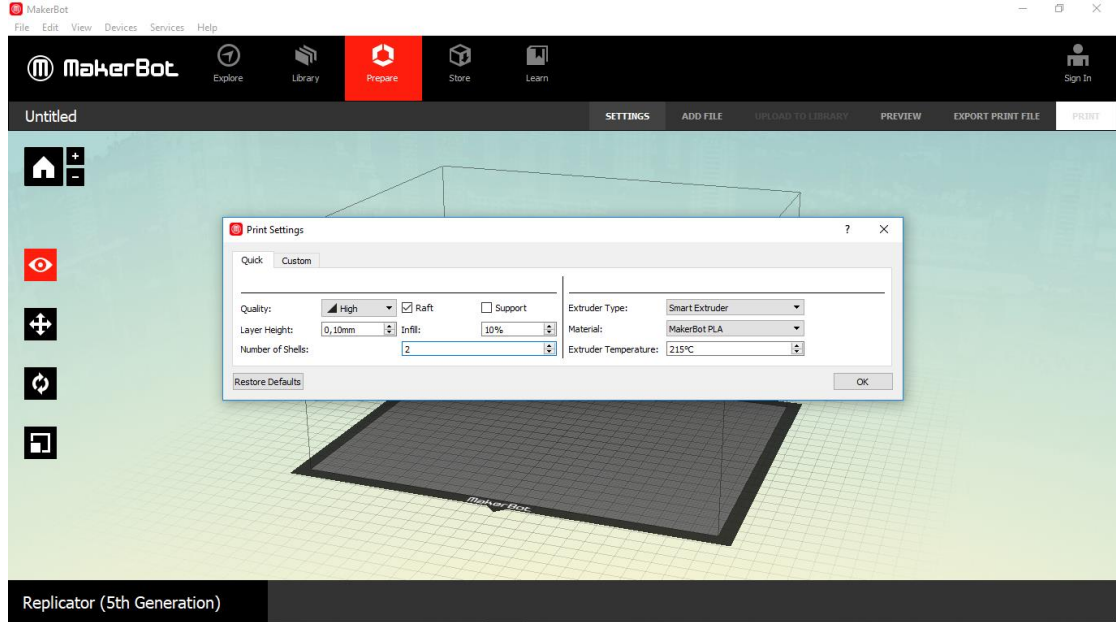 MakerBot
File Edit View Devices Services Help
MakerBot
Explore Library Prepare Store Learn Sign In
Untitled SETTINGS ADD FILE UPLOAD TO LIBRARY PREVIEW EXPORT PRINT FILE PRINT
+
-
Print Settings ? 
Quick Custom
Quality: High Raft Support Extruder Type: Smart Extruder
Layer Height: 0,10mm Infill: 10% Material: MakerBot PLA
Number of Shells: 2 Extruder Temperature: 215°C
Restore Defaults OK
MakerBot
Replicator (5th Generation)